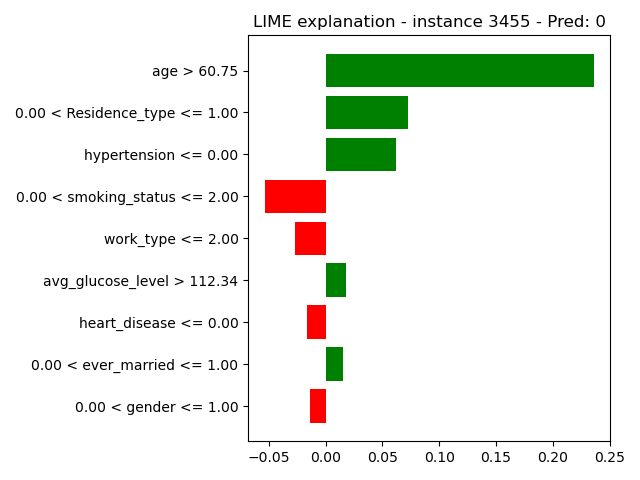 LIME explanation - instance 3455 - Pred: 0
age > 60.75
0.00 < Residence_type <= 1.00
hypertension <= 0.00
0.00 < smoking_status <= 2.00
work_type <= 2.00
avg_glucose_level > 112.34
heart_disease <= 0.00
0.00 < ever_married <= 1.00
0.00 < gender <= 1.00
−0.05 0.00 0.05 0.10 0.15 0.20 0.25